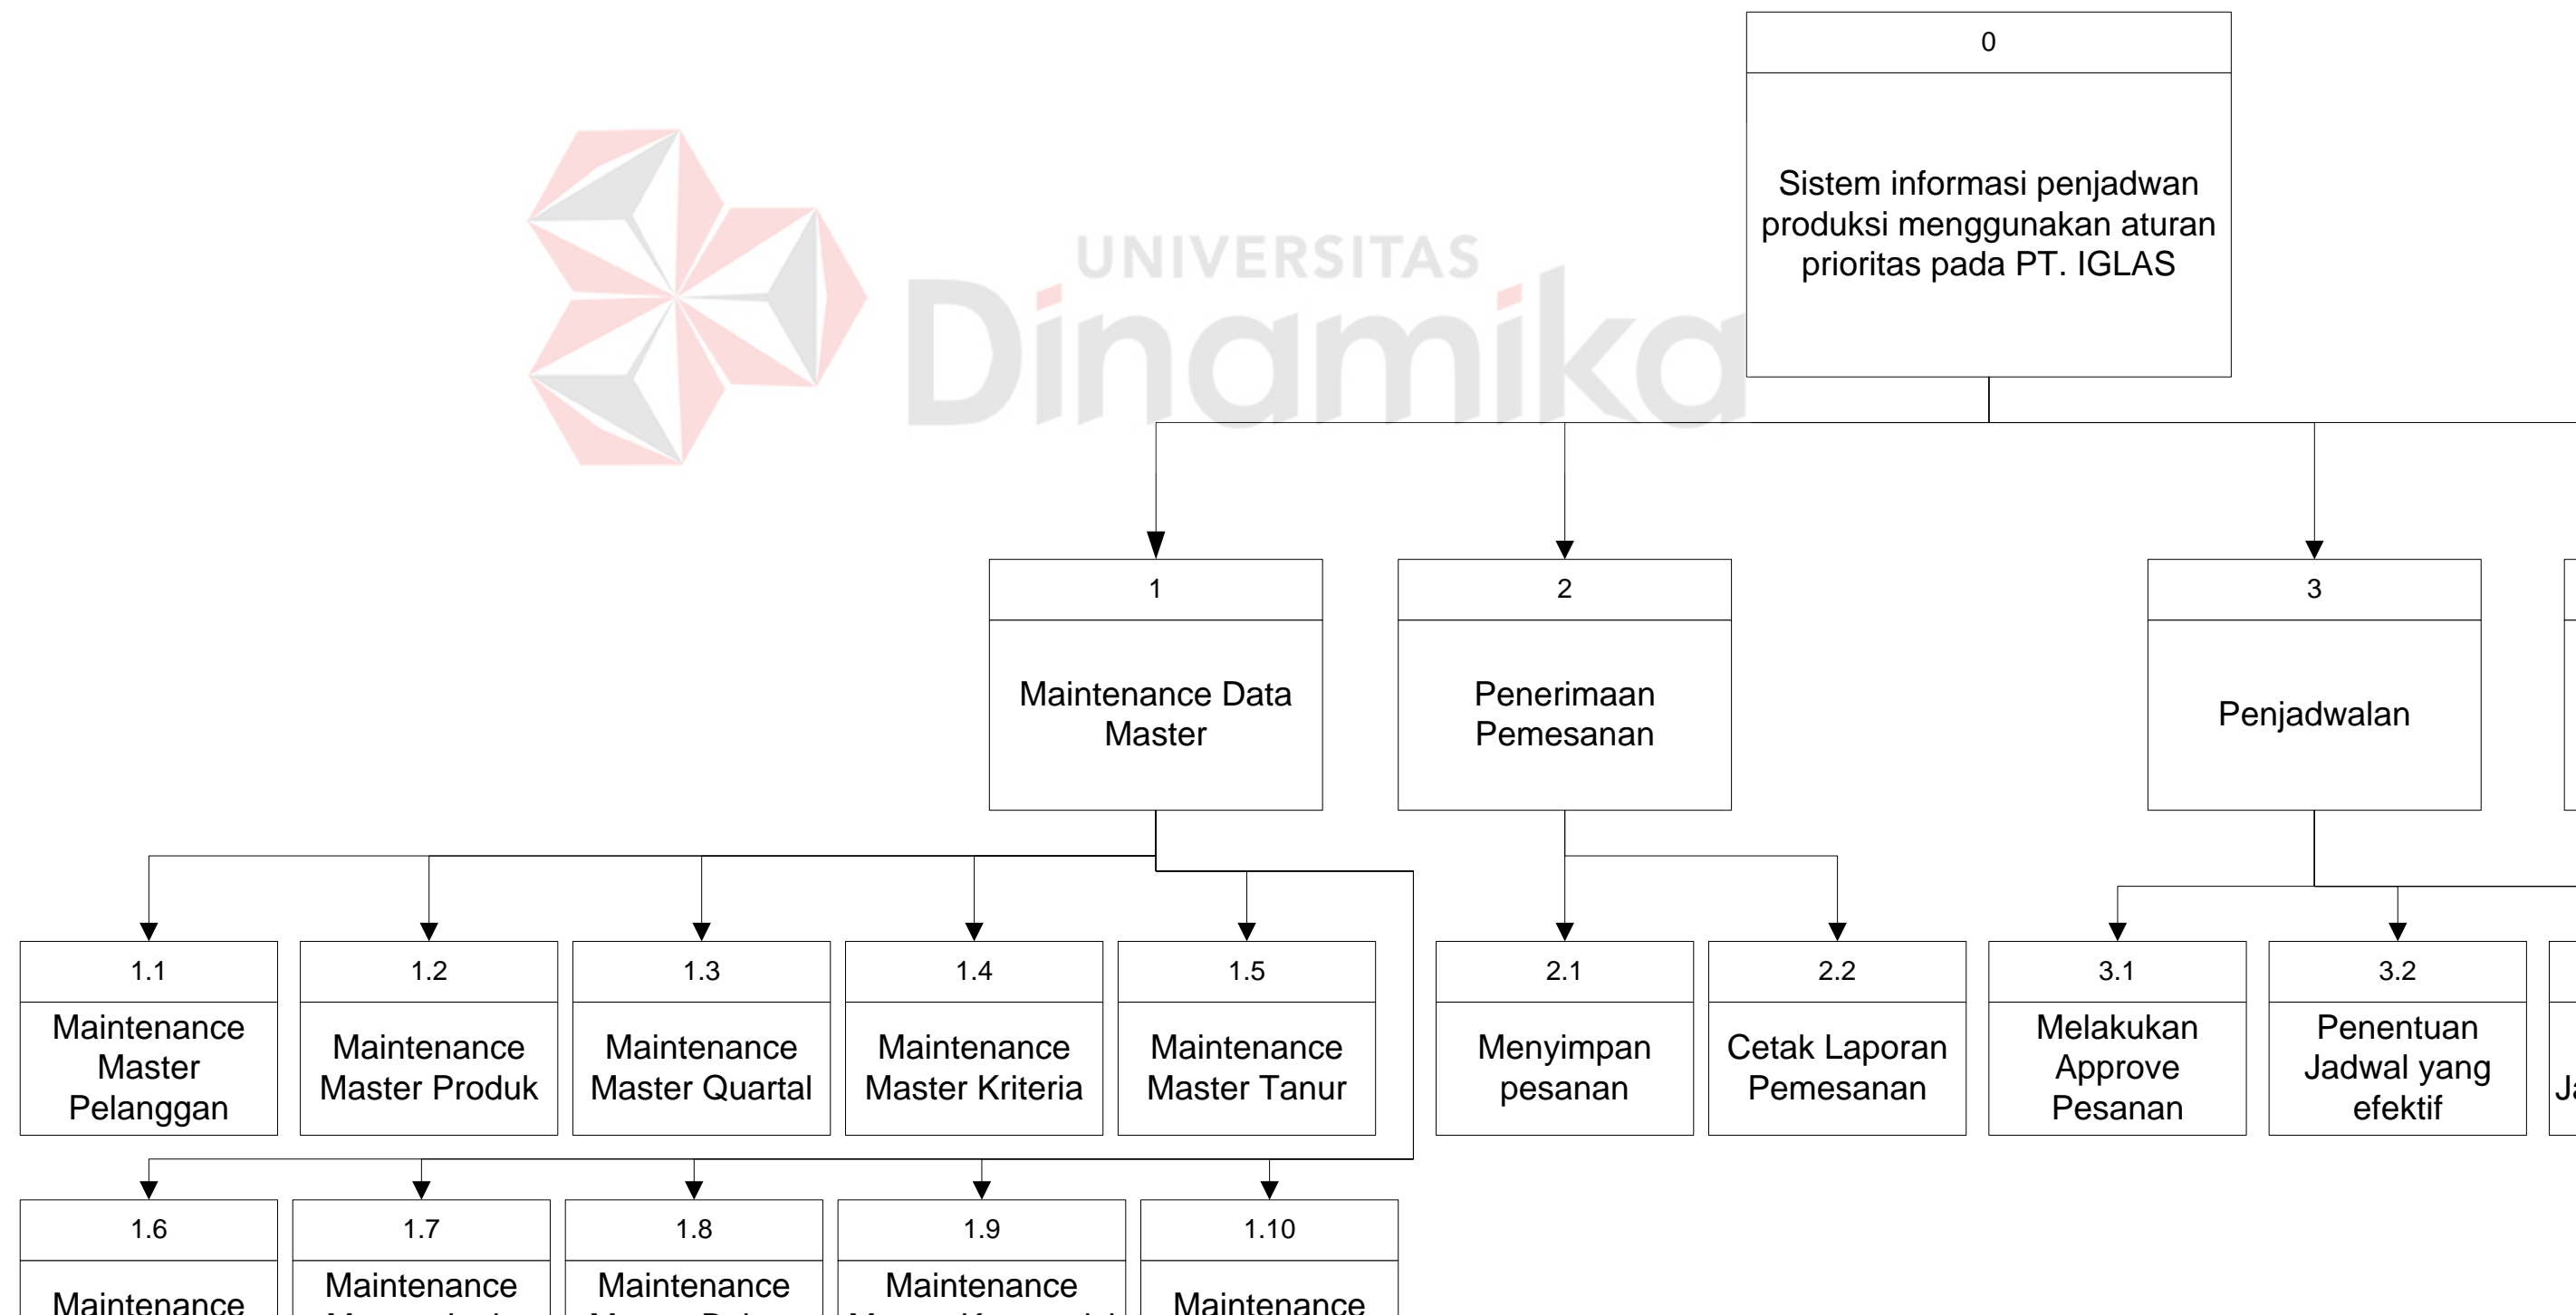 0
Sistem informasi penjadwan
produksi menggunakan aturan
prioritas pada PT. IGLAS
UNIVERSITAS
Dinamika
1
Maintenance Data
Master
2
Penerimaan
Pemesanan
3
Penjadwalan
1.1
Maintenance
Master
Pelanggan
1.2
Maintenance
Master Produk
1.3
Maintenance
Master Quartal
1.4
Maintenance
Master Kriteria
1.5
Maintenance
Master Tanur
2.1
Menyimpan
pesanan
2.2
Cetak Laporan
Pemesanan
3.1
Melakukan
Approve
Pesanan
3.2
Penentuan
Jadwal yang
efektif
1.6
Maintenance
1.7
Maintenance
1.8
Maintenance
1.9
Maintenance
1.10
Maintenance